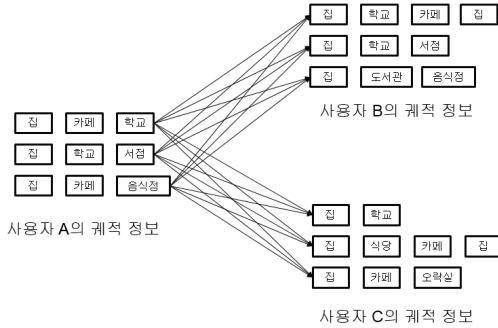 집 학교 카페 집
집 학교 서점
집 도서관 음식점
사용자 B의 궤적 정보
집 카페 학교
집 학교 서점
집 카페 음식점
사용자 A의 궤적 정보
집 학교
집 식당 카페 집
집 카페 오락실
사용자 C의 궤적 정보